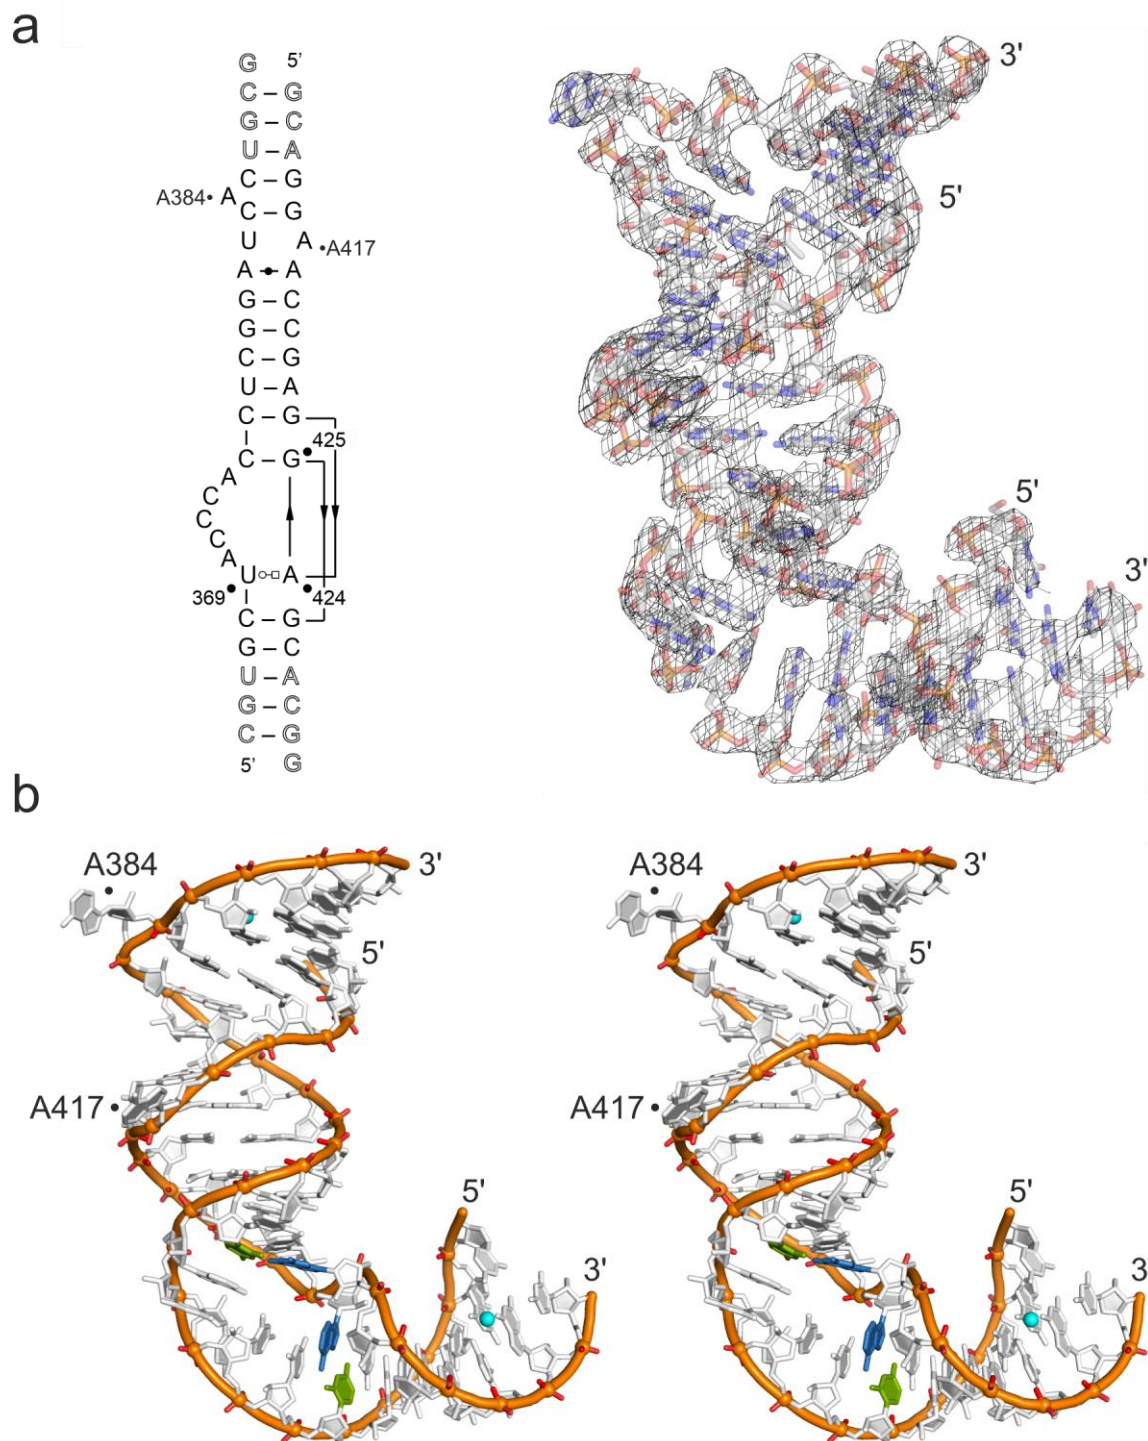 a
G 5'
C – G
G – C
U – A
C – G
A384• A G
C – G
U A •A417
A A
G – C
G – C
C – G
U – A
C – G
425
C – G
A
C
C
C
A
U A
369 424
C – G
G – C
U – A
G – C
C – G
5' G
3'
5'
5'
3'
b
A384 3' A384 3'
5' 5'
A417 A417
5' 5'
3' 3